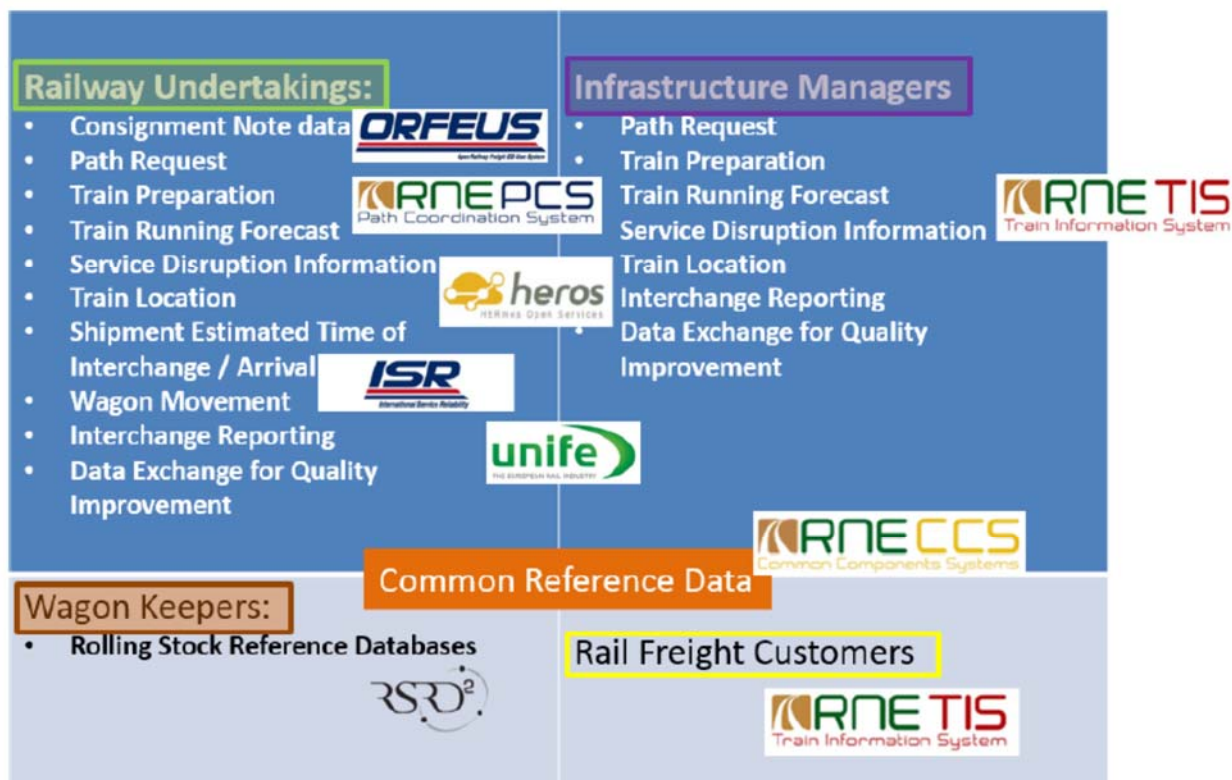 Railway Undertakings:
• Consignment Note data
ORFEUS
• Path Request
• Train Preparation
RNE PCS
Path Coordination System
• Train Running Forecast
• Service Disruption Information
• Train Location
heros
HERmes Open Services
• Shipment Estimated Time of
Interchange / Arrival
ISR
International Service Reliability
• Wagon Movement
• Interchange Reporting
unife
THE EUROPEAN RAIL INDUSTRY
• Data Exchange for Quality
Improvement
Infrastructure Managers
• Path Request
• Train Preparation
Train Running Forecast
RNE TIS
Train Information System
Service Disruption Information
Train Location
Interchange Reporting
• Data Exchange for Quality
Improvement
RNE CCS
Common Components Systems
Common Reference Data
Wagon Keepers:
• Rolling Stock Reference Databases
RSRD²
Rail Freight Customers
RNE TIS
Train Information System